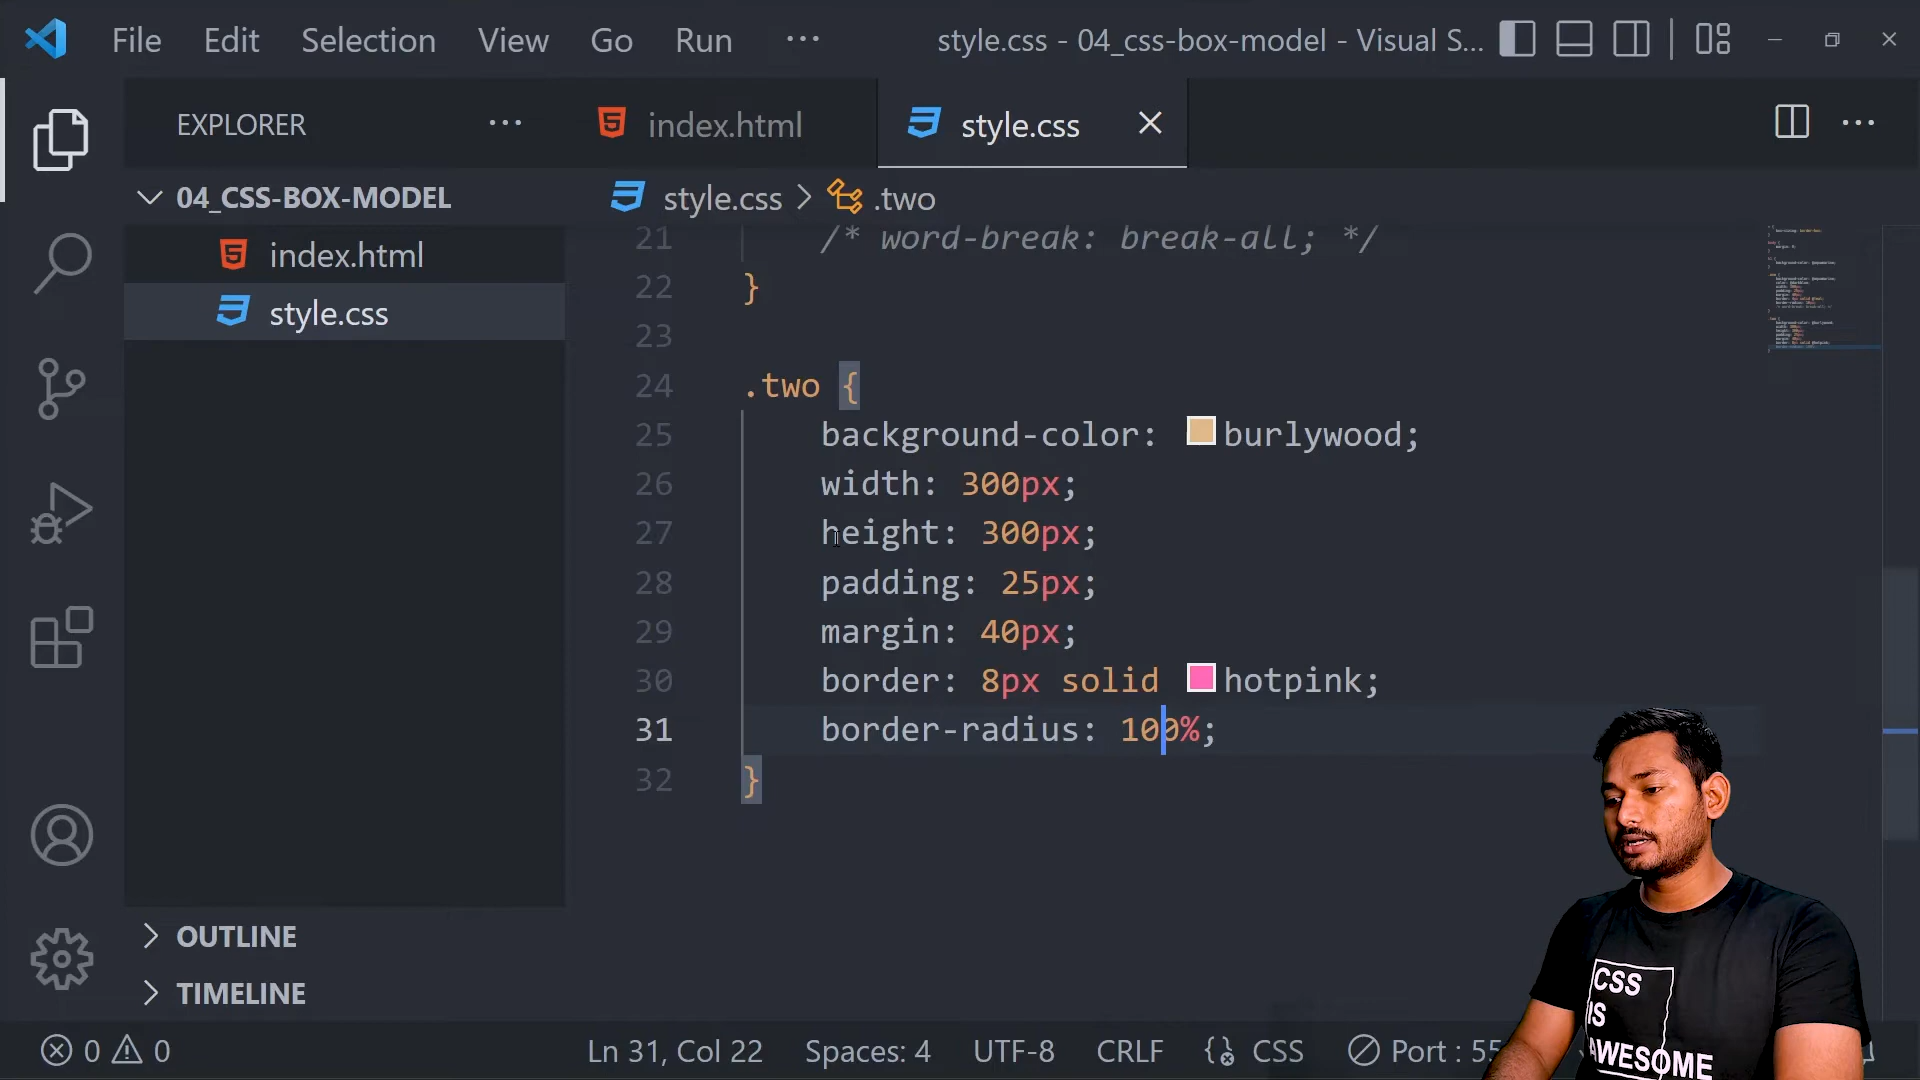 File Edit Selection View Go Run ···
style.css - 04_css-box-model - Visual S...
EXPLORER ···
index.html
style.css
04_CSS-BOX-MODEL
index.html
style.css
style.css > .two
21 /* word-break: break-all; */
22 }
23
24 .two {
25 background-color: burlywood;
26 width: 300px;
27 height: 300px;
28 padding: 25px;
29 margin: 40px;
30 border: 8px solid hotpink;
31 border-radius: 100%;
32 }
OUTLINE
TIMELINE
0 0
Ln 31, Col 22 Spaces: 4 UTF-8 CRLF CSS Port : 55
CSS
IS
AWESOME